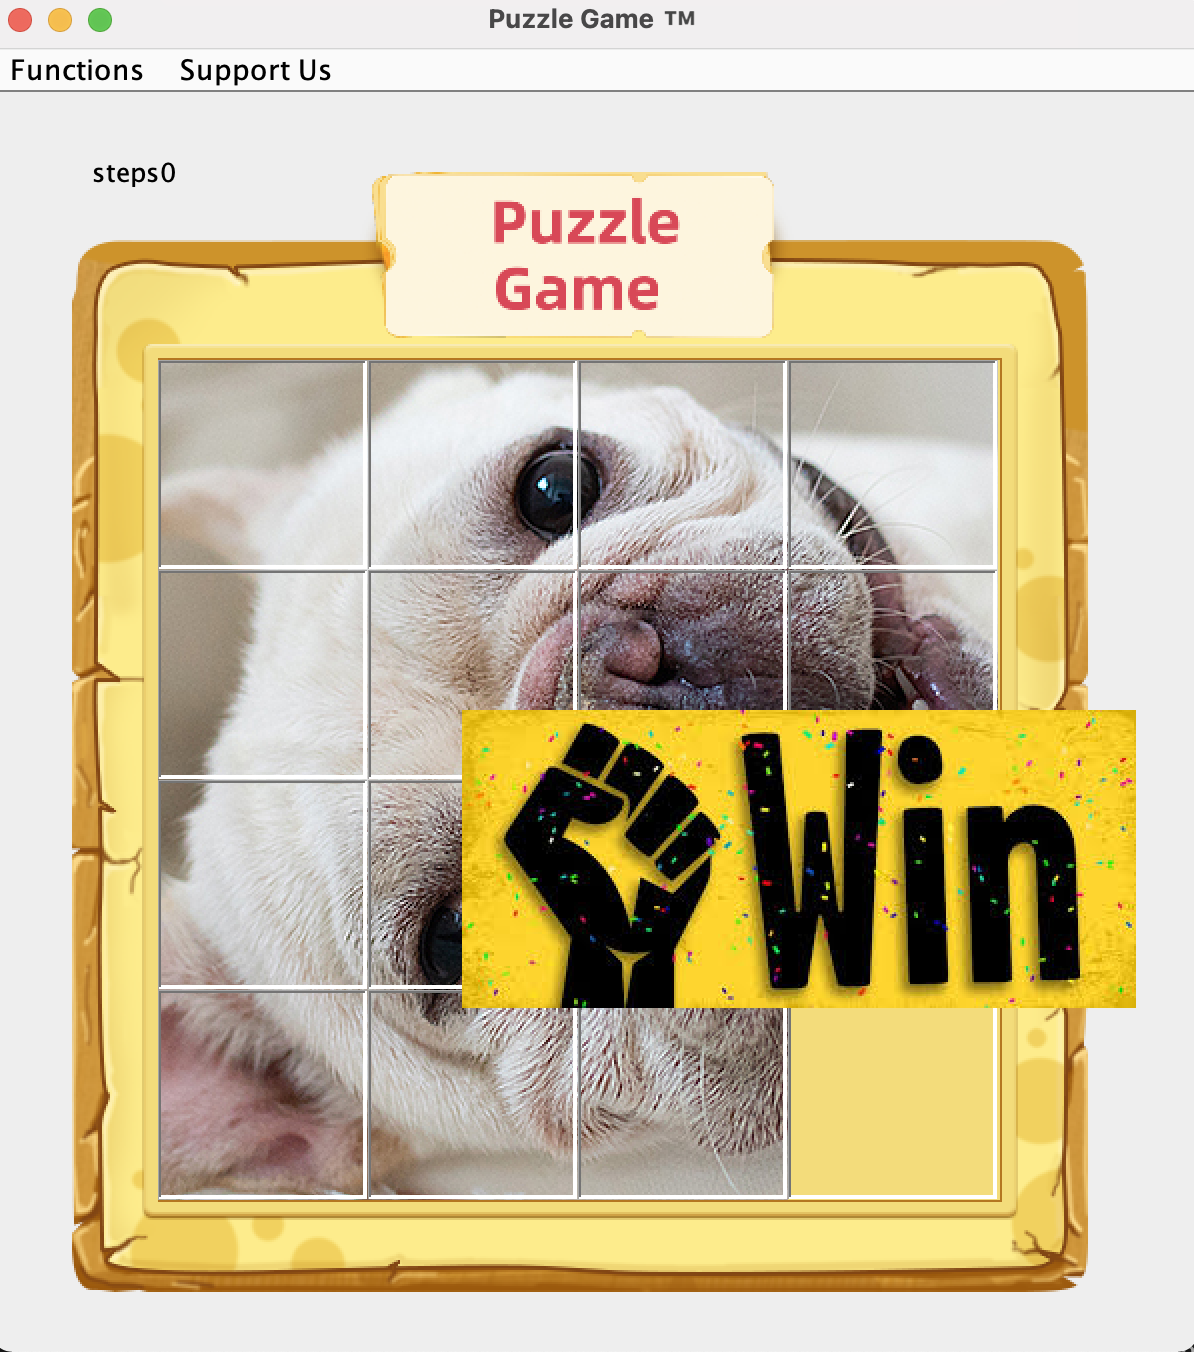 Puzzle Game ™
Functions Support Us
steps0
Puzzle
Game
Win